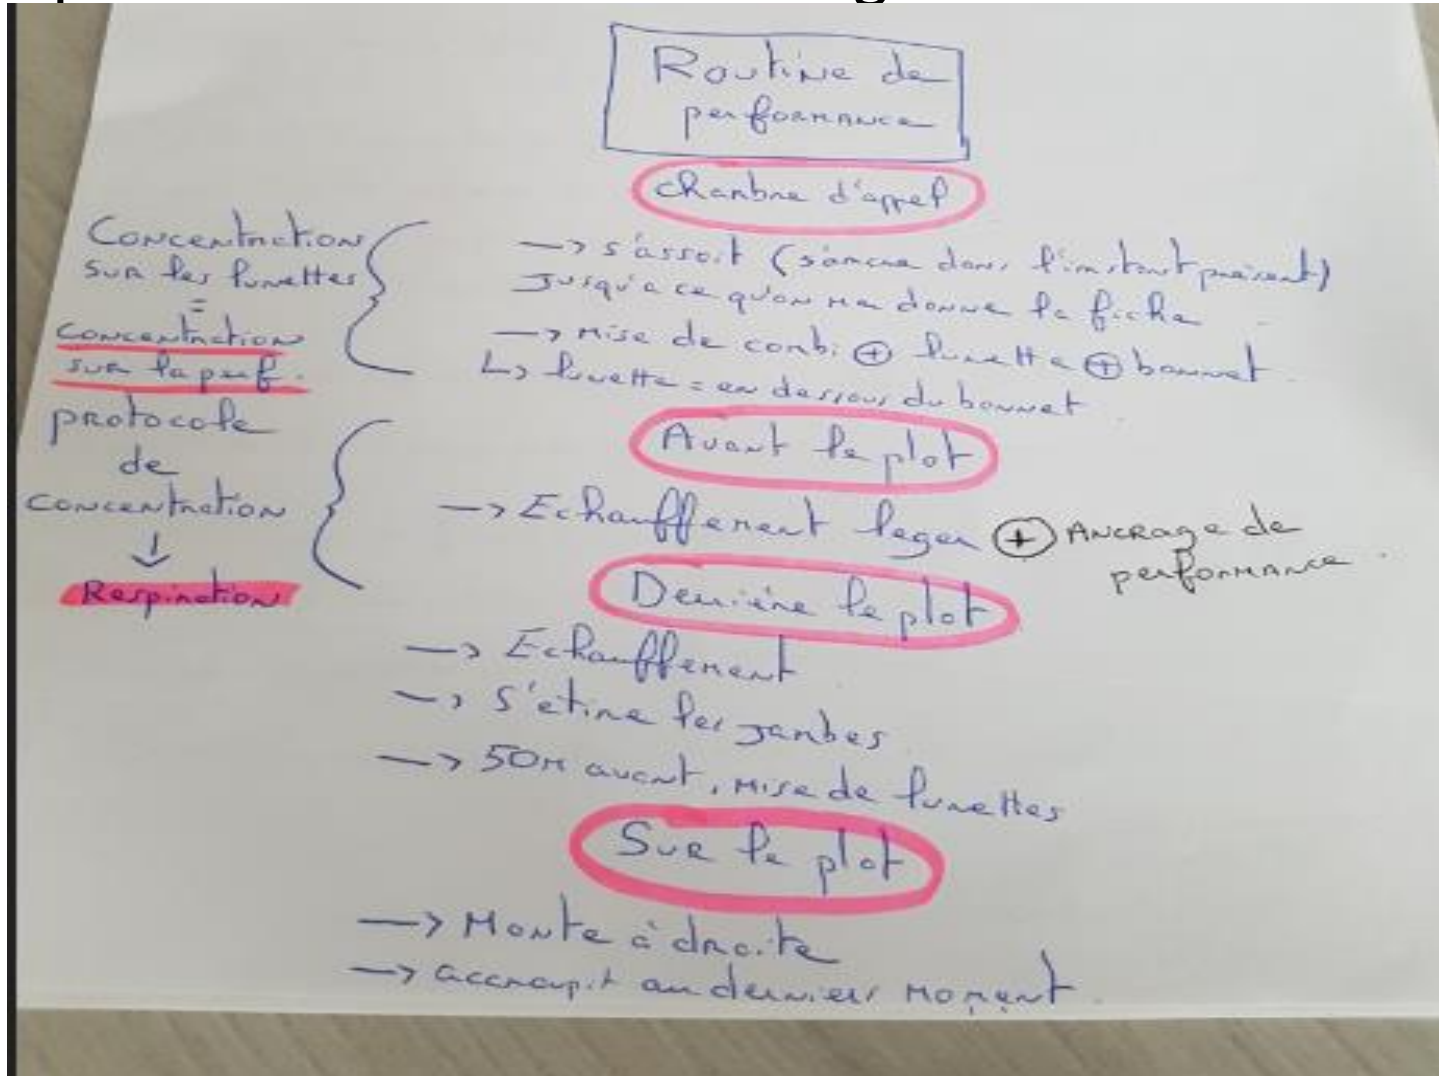 Routine de
performance
chambre d'appel
Concentration
sur les lunettes
=
concentration
sur la perf.
→ s'assoit (s'ancre dans l'instant présent)
Jusqu'a ce qu'on me donne la fiche
→ mise de combi ⊕ lunette ⊕ bonnet.
↳ lunette = en dessous du bonnet.
protocole
de
concentration
↓
Respiration
Avant le plot
→ Echauffement leger ⊕ Ancrage de
performance.
Derrière le plot
→ Echauffement
→ s'etire les jambes
→ 50m avant, mise de lunettes
Sur le plot
→ Monte à droite
→ accroupit au derniers moment.